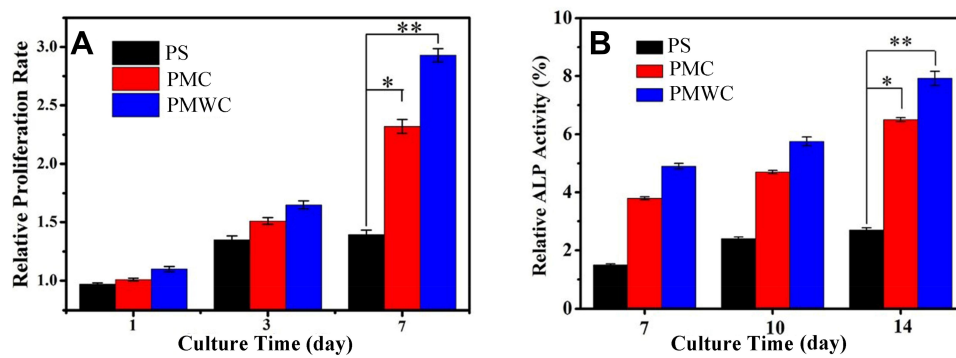 A
PS
PMC
PMWC
**
*
Relative Proliferation Rate
3.0
2.5
2.0
1.5
1.0
1
3
7
Culture Time (day)
B
PS
PMC
PMWC
**
*
Relative ALP Activity (%)
10
8
6
4
2
0
7
10
14
Culture Time (day)